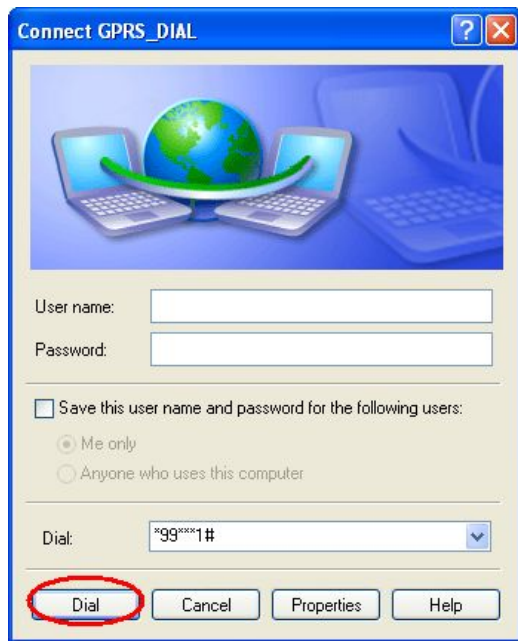 Connect GPRS_DIAL
User name:
Password:
Save this user name and password for the following users:
Me only
Anyone who uses this computer
Dial: *99***1#
Dial Cancel Properties Help